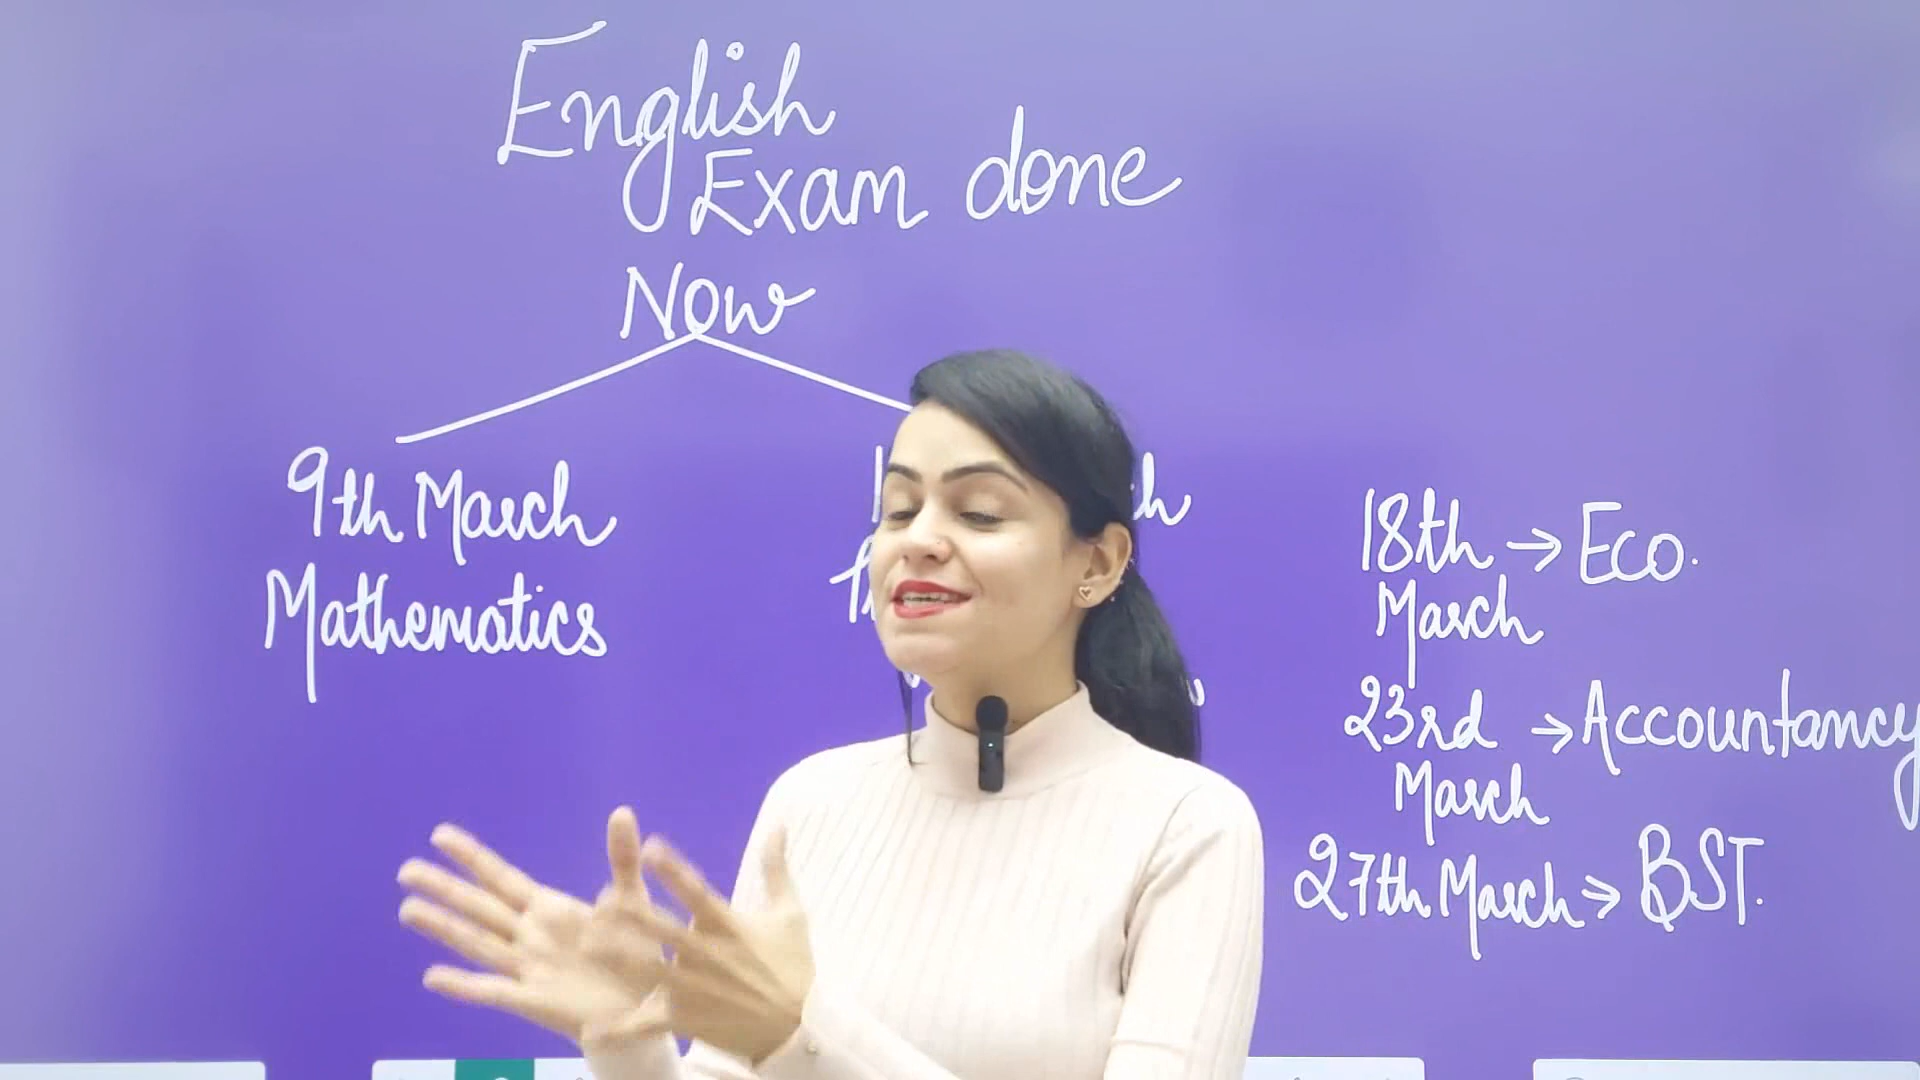 English
Exam done
Now
9th March
Mathematics
18th → Eco.
March
23rd → Accountancy
March
27th March → BST.